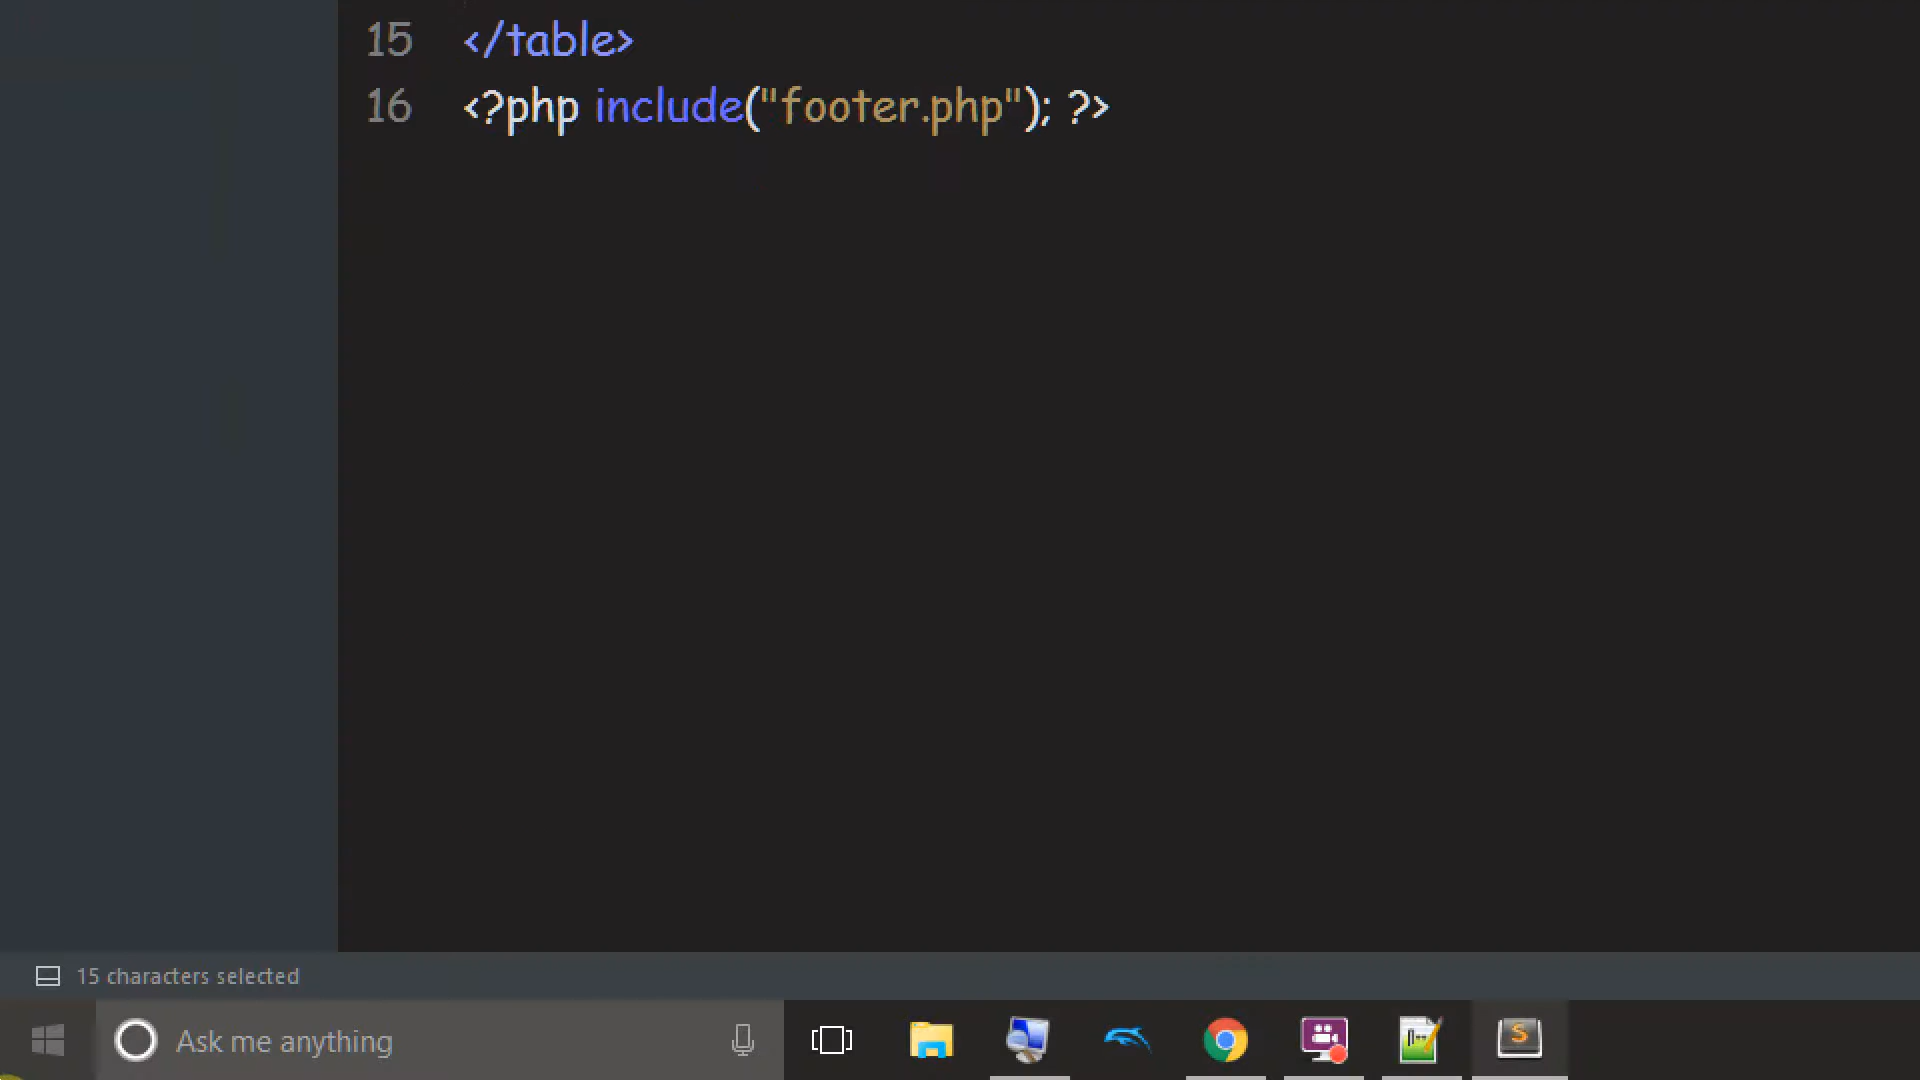 15 </table>
16 <?php include("footer.php"); ?>
15 characters selected
Ask me anything